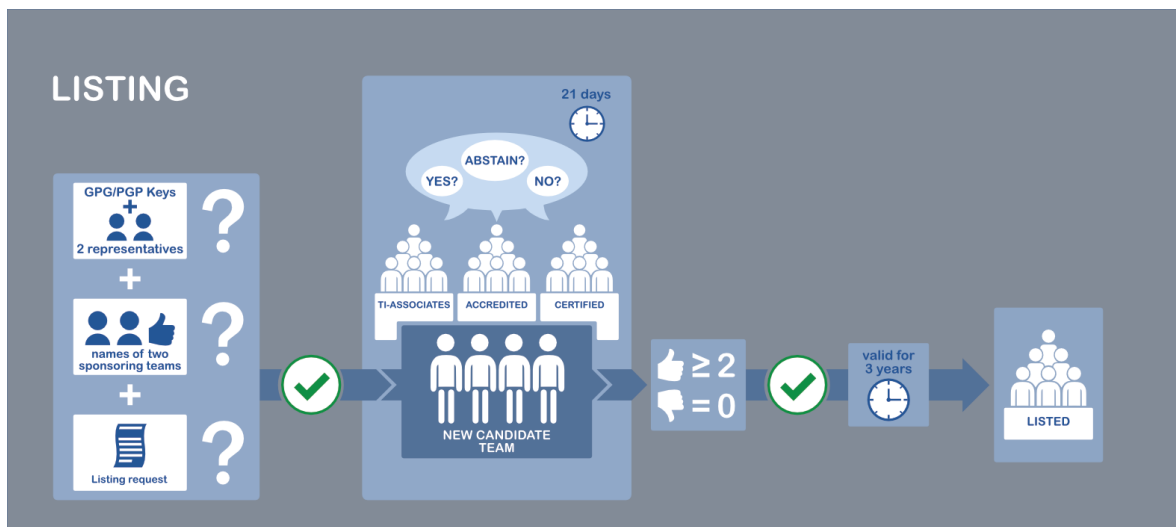 LISTING
GPG/PGP Keys
+
2 representatives
+
names of two
sponsoring teams
+
Listing request
?
?
?
21 days
ABSTAIN?
YES?
NO?
TI-ASSOCIATES
ACCREDITED
CERTIFIED
NEW CANDIDATE
TEAM
≥ 2
= 0
valid for
3 years
LISTED